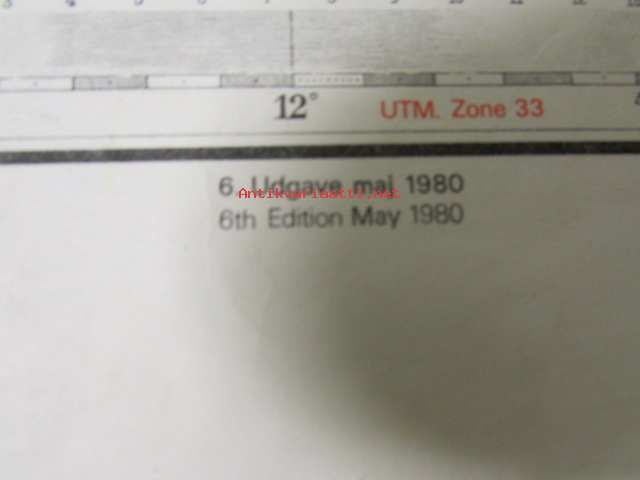 12°
UTM. Zone 33
6. Udgave maj 1980
Antikvariaatti.net
6th Edition May 1980